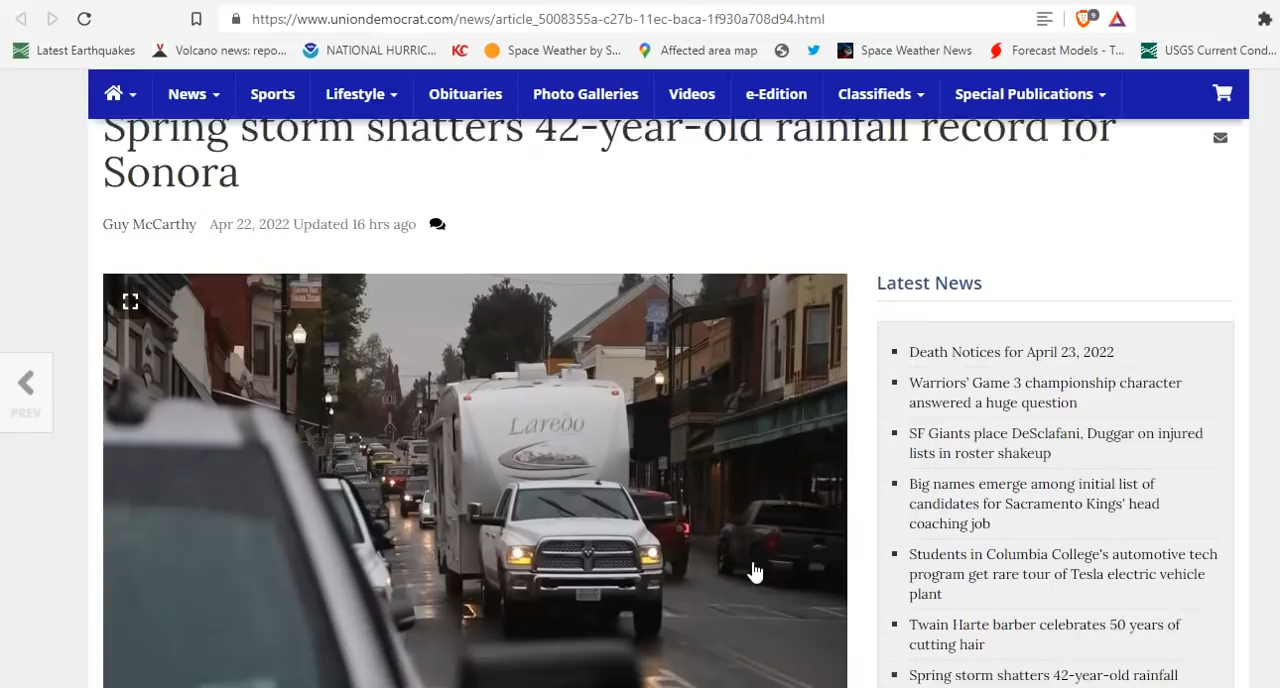 https://www.uniondemocrat.com/news/article_5008355a-c27b-11ec-baca-1f930a708d94.html
9
Latest Earthquakes
Volcano news: repo...
NATIONAL HURRIC...
KC
Space Weather by S...
Affected area map
Space Weather News
Forecast Models - T...
USGS Current Cond...
News
Sports
Lifestyle
Obituaries
Photo Galleries
Videos
e-Edition
Classifieds
Special Publications
Spring storm shatters 42-year-old rainfall record for
Sonora
Guy McCarthy Apr 22, 2022 Updated 16 hrs ago
PREV
Laredo
Latest News
Death Notices for April 23, 2022
Warriors' Game 3 championship character
answered a huge question
SF Giants place DeSclafani, Duggar on injured
lists in roster shakeup
Big names emerge among initial list of
candidates for Sacramento Kings' head
coaching job
Students in Columbia College's automotive tech
program get rare tour of Tesla electric vehicle
plant
Twain Harte barber celebrates 50 years of
cutting hair
Spring storm shatters 42-year-old rainfall